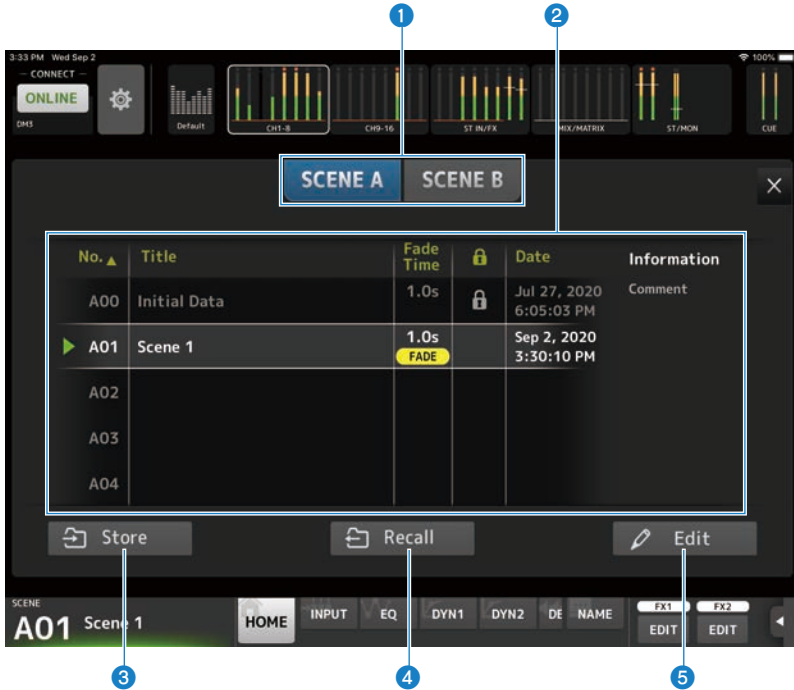 1 2
3:33 PM Wed Sep 2 100%
CONNECT
ONLINE
DM3
Default
CH1-8
CH9-16
ST IN/FX
MIX/MATRIX
ST/MON
CUE
SCENE A SCENE B
No. Title Fade Time Date Information
A00 Initial Data 1.0s Jul 27, 2020 6:05:03 PM Comment
A01 Scene 1 1.0s FADE Sep 2, 2020 3:30:10 PM
A02
A03
A04
Store Recall Edit
SCENE
A01 Scene 1
HOME INPUT EQ DYN1 DYN2 DE NAME
FX1 FX2
EDIT EDIT
3 4 5